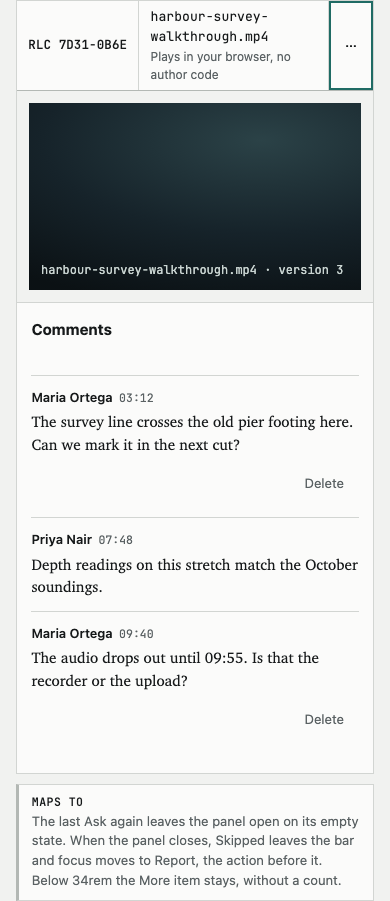 RLC 7D31-0B6E
harbour-survey-
walkthrough.mp4
Plays in your browser, no
author code
…
harbour-survey-walkthrough.mp4 · version 3
Comments
Maria Ortega 03:12
The survey line crosses the old pier footing here.
Can we mark it in the next cut?
Delete
Priya Nair 07:48
Depth readings on this stretch match the October
soundings.
Maria Ortega 09:40
The audio drops out until 09:55. Is that the
recorder or the upload?
Delete
MAPS TO
The last Ask again leaves the panel open on its empty
state. When the panel closes, Skipped leaves the bar
and focus moves to Report, the action before it.
Below 34rem the More item stays, without a count.